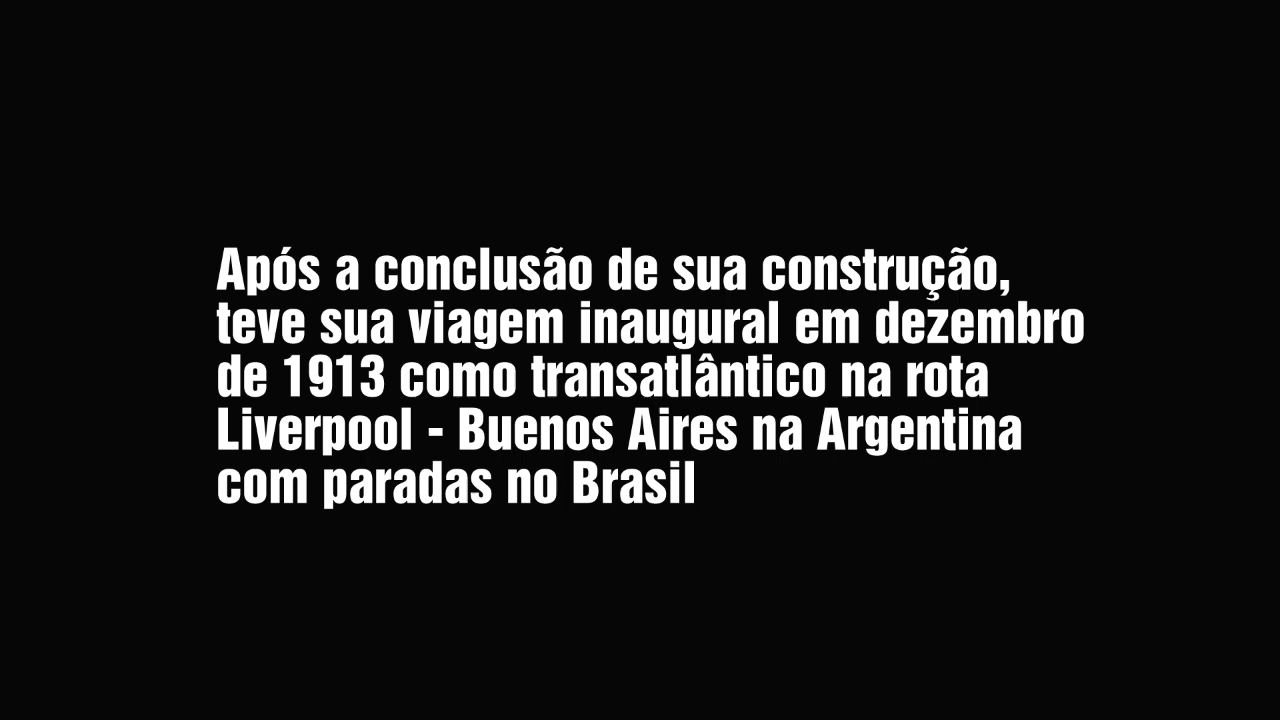 Após a conclusão de sua construção,
teve sua viagem inaugural em dezembro
de 1913 como transatlântico na rota
Liverpool - Buenos Aires na Argentina
com paradas no Brasil